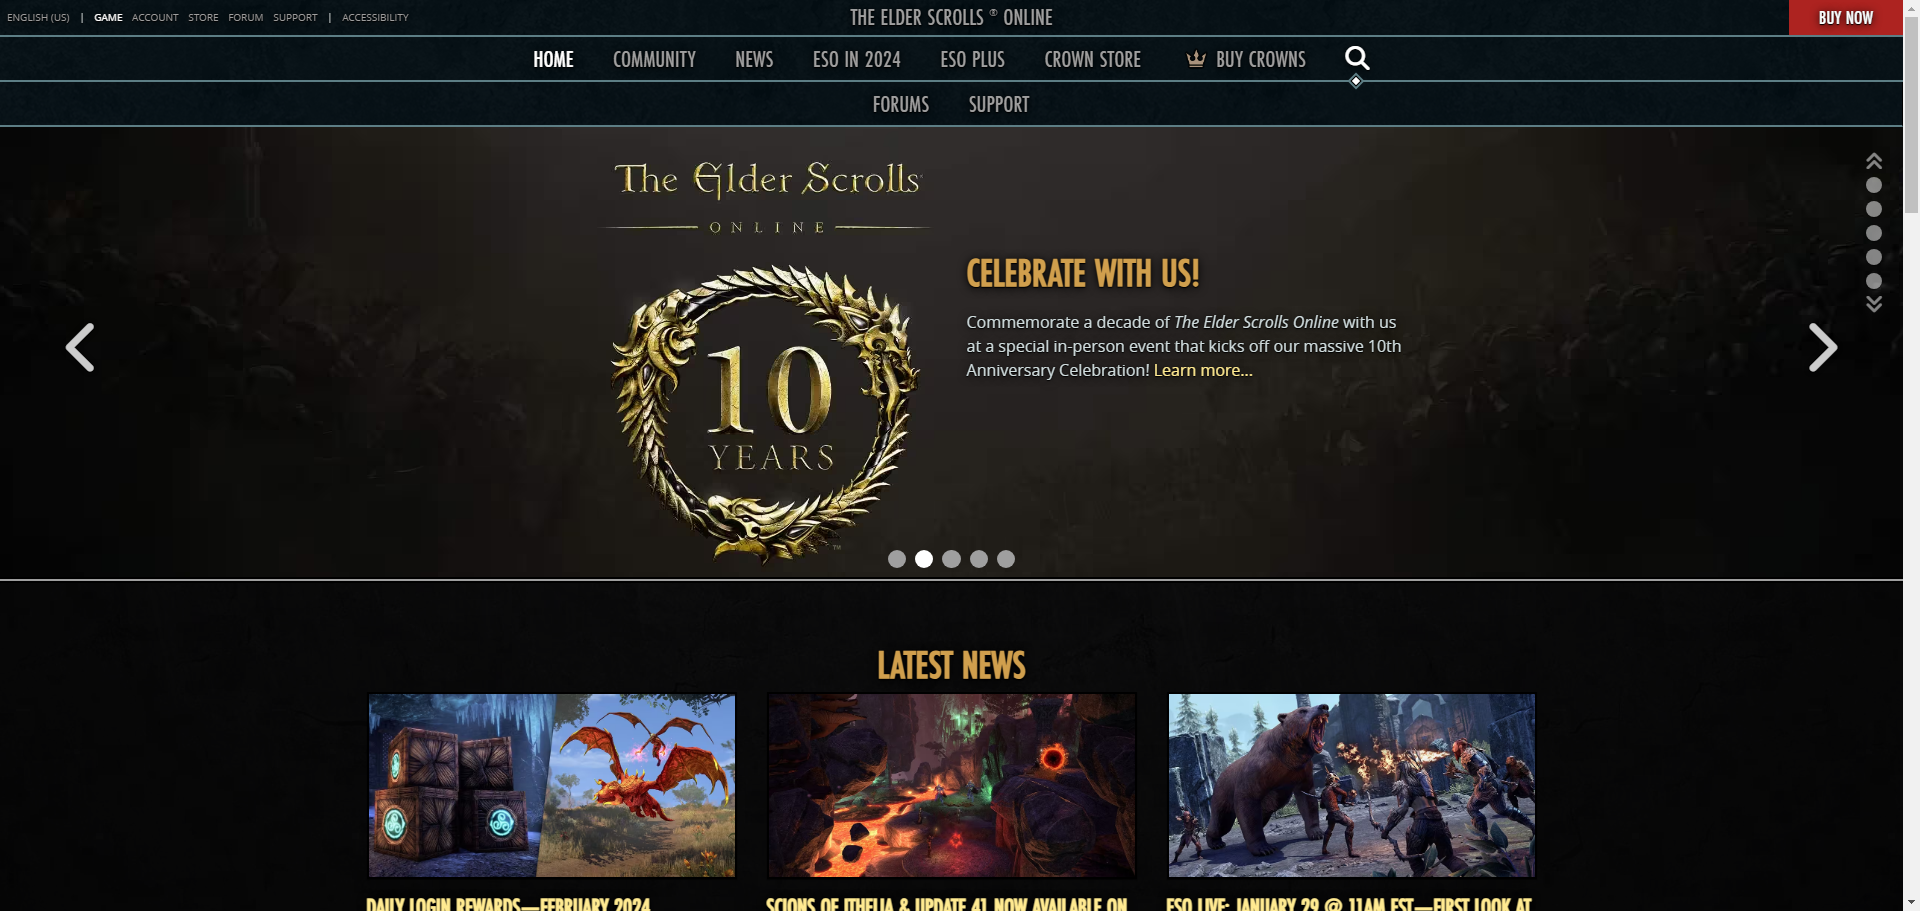 ENGLISH (US) | GAME ACCOUNT STORE FORUM SUPPORT | ACCESSIBILITY
THE ELDER SCROLLS ® ONLINE
BUY NOW
HOME COMMUNITY NEWS ESO IN 2024 ESO PLUS CROWN STORE BUY CROWNS
FORUMS SUPPORT
The Elder Scrolls
ONLINE
10
YEARS
™
CELEBRATE WITH US!
Commemorate a decade of The Elder Scrolls Online with us
at a special in-person event that kicks off our massive 10th
Anniversary Celebration! Learn more...
LATEST NEWS
DAILY LOGIN REWARDS—FEBRUARY 2024
SCIONS OF ITHELIA & UPDATE 41 NOW AVAILABLE ON
ESO LIVE: JANUARY 29 @ 11AM EST—FIRST LOOK AT